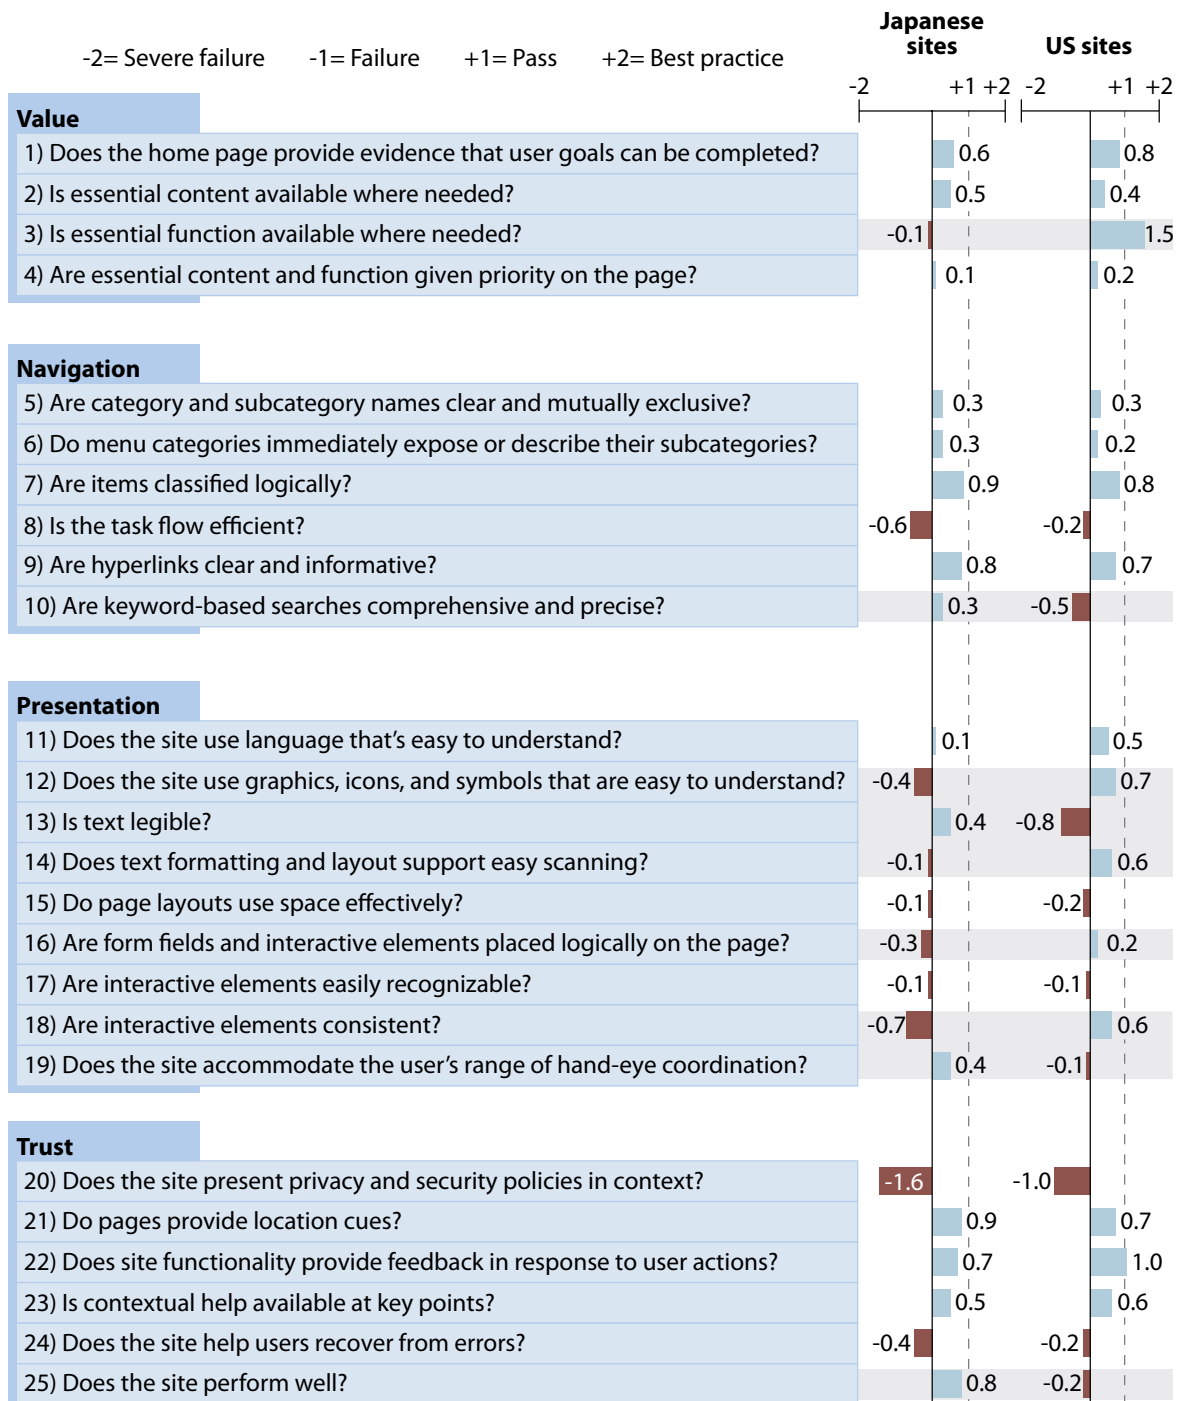 Japanese sites US sites
-2= Severe failure -1= Failure +1= Pass +2= Best practice
-2 +1 +2 -2 +1 +2
Value
1) Does the home page provide evidence that user goals can be completed? 0.6 0.8
2) Is essential content available where needed? 0.5 0.4
3) Is essential function available where needed? -0.1 1.5
4) Are essential content and function given priority on the page? 0.1 0.2
Navigation
5) Are category and subcategory names clear and mutually exclusive? 0.3 0.3
6) Do menu categories immediately expose or describe their subcategories? 0.3 0.2
7) Are items classified logically? 0.9 0.8
8) Is the task flow efficient? -0.6 -0.2
9) Are hyperlinks clear and informative? 0.8 0.7
10) Are keyword-based searches comprehensive and precise? 0.3 -0.5
Presentation
11) Does the site use language that’s easy to understand? 0.1 0.5
12) Does the site use graphics, icons, and symbols that are easy to understand? -0.4 0.7
13) Is text legible? 0.4 -0.8
14) Does text formatting and layout support easy scanning? -0.1 0.6
15) Do page layouts use space effectively? -0.1 -0.2
16) Are form fields and interactive elements placed logically on the page? -0.3 0.2
17) Are interactive elements easily recognizable? -0.1 -0.1
18) Are interactive elements consistent? -0.7 0.6
19) Does the site accommodate the user’s range of hand-eye coordination? 0.4 -0.1
Trust
20) Does the site present privacy and security policies in context? -1.6 -1.0
21) Do pages provide location cues? 0.9 0.7
22) Does site functionality provide feedback in response to user actions? 0.7 1.0
23) Is contextual help available at key points? 0.5 0.6
24) Does the site help users recover from errors? -0.4 -0.2
25) Does the site perform well? 0.8 -0.2